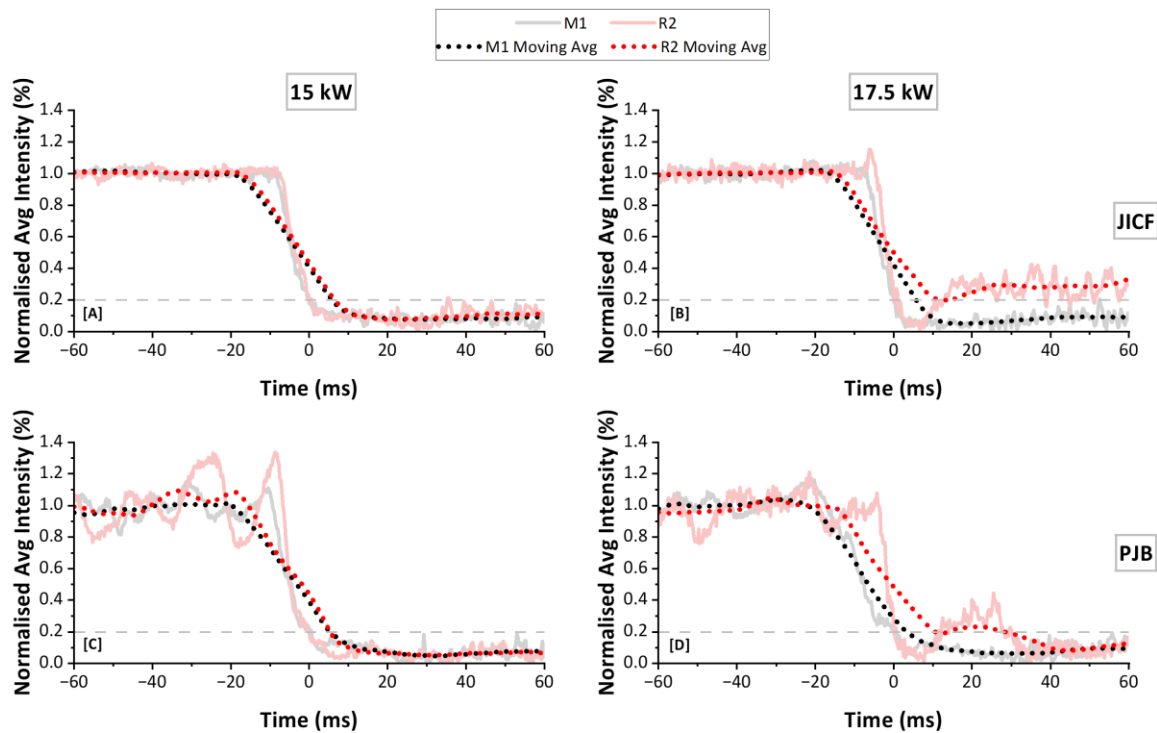 M1 R2
M1 Moving Avg R2 Moving Avg
15 kW 17.5 kW
Normalised Avg Intensity (%)
1.4
1.2
1.0
0.8
0.6
0.4
0.2
0.0
[A]
−60 −40 −20 0 20 40 60
Time (ms)
Normalised Avg Intensity (%)
1.4
1.2
1.0
0.8
0.6
0.4
0.2
0.0
[B]
−60 −40 −20 0 20 40 60
Time (ms)
JICF
Normalised Avg Intensity (%)
1.4
1.2
1.0
0.8
0.6
0.4
0.2
0.0
[C]
−60 −40 −20 0 20 40 60
Time (ms)
Normalised Avg Intensity (%)
1.4
1.2
1.0
0.8
0.6
0.4
0.2
0.0
[D]
−60 −40 −20 0 20 40 60
Time (ms)
PJB